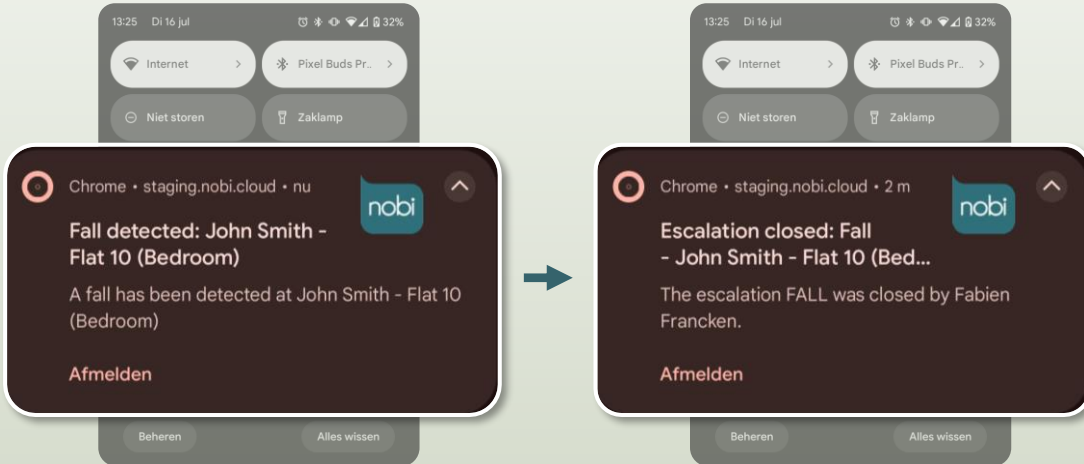 13:25 Di 16 jul 32%
Internet
Pixel Buds Pr..
Niet storen
Zaklamp
Chrome • staging.nobi.cloud • nu
nobi
Fall detected: John Smith -
Flat 10 (Bedroom)
A fall has been detected at John Smith - Flat 10
(Bedroom)
Afmelden
Beheren
Alles wissen
13:25 Di 16 jul 32%
Internet
Pixel Buds Pr..
Niet storen
Zaklamp
Chrome • staging.nobi.cloud • 2 m
nobi
Escalation closed: Fall
- John Smith - Flat 10 (Bed...
The escalation FALL was closed by Fabien
Francken.
Afmelden
Beheren
Alles wissen